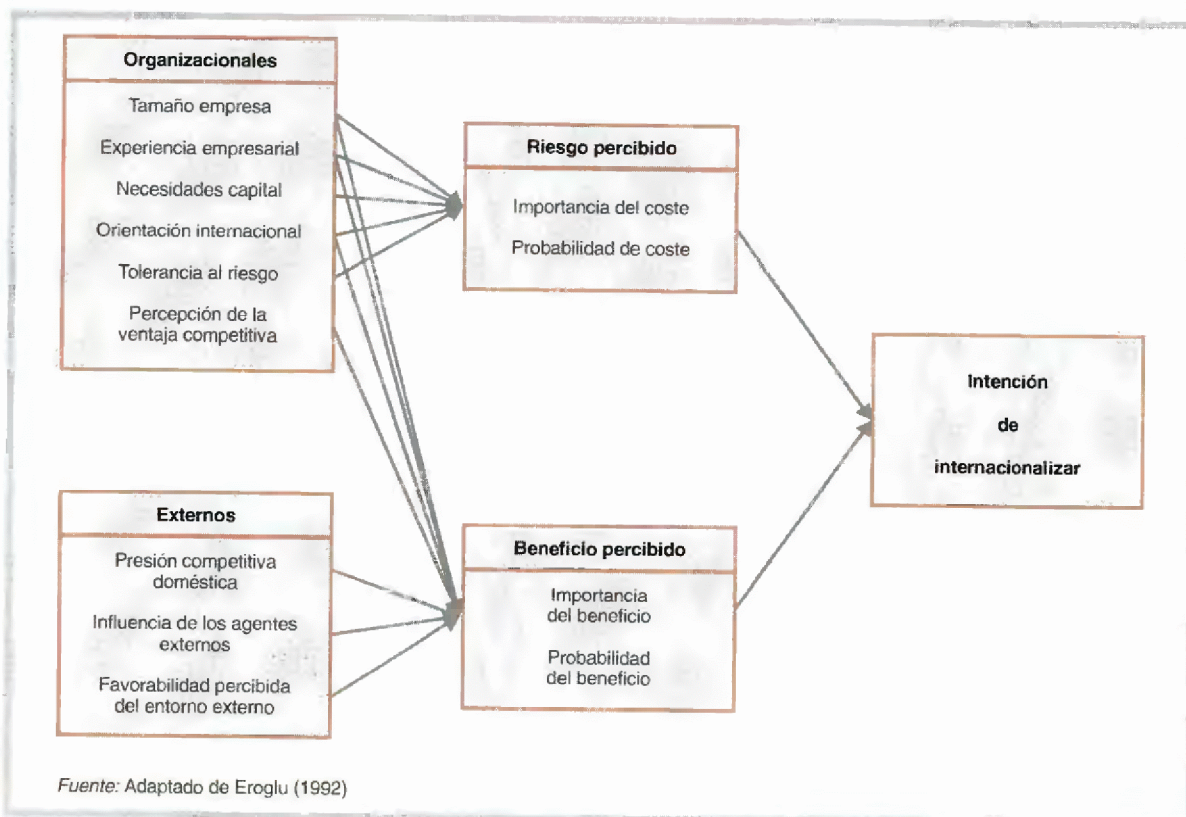 Organizacionales
Tamaño empresa
Experiencia empresarial
Necesidades capital
Orientación internacional
Tolerancia al riesgo
Percepción de la
ventaja competitiva
Riesgo percibido
Importancia del coste
Probabilidad de coste
Intención
de
internacionalizar
Externos
Presión competitiva
doméstica
Influencia de los agentes
externos
Favorabilidad percibida
del entorno externo
Beneficio percibido
Importancia
del beneficio
Probabilidad
del beneficio
Fuente: Adaptado de Eroglu (1992)